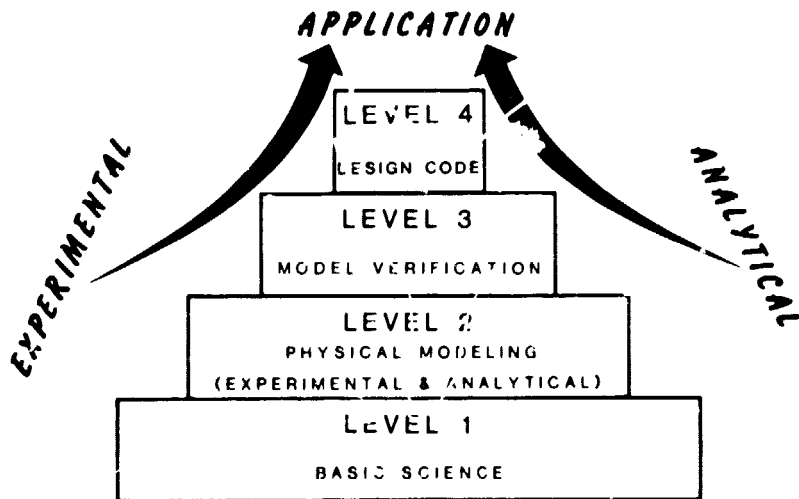 APPLICATION
EXPERIMENTAL
ANALYTICAL
LEVEL 4
LESIGN CODE
LEVEL 3
MODEL VERIFICATION
LEVEL 2
PHYSICAL MODELING
(EXPERIMENTAL & ANALYTICAL)
LEVEL 1
BASIC SCIENCE